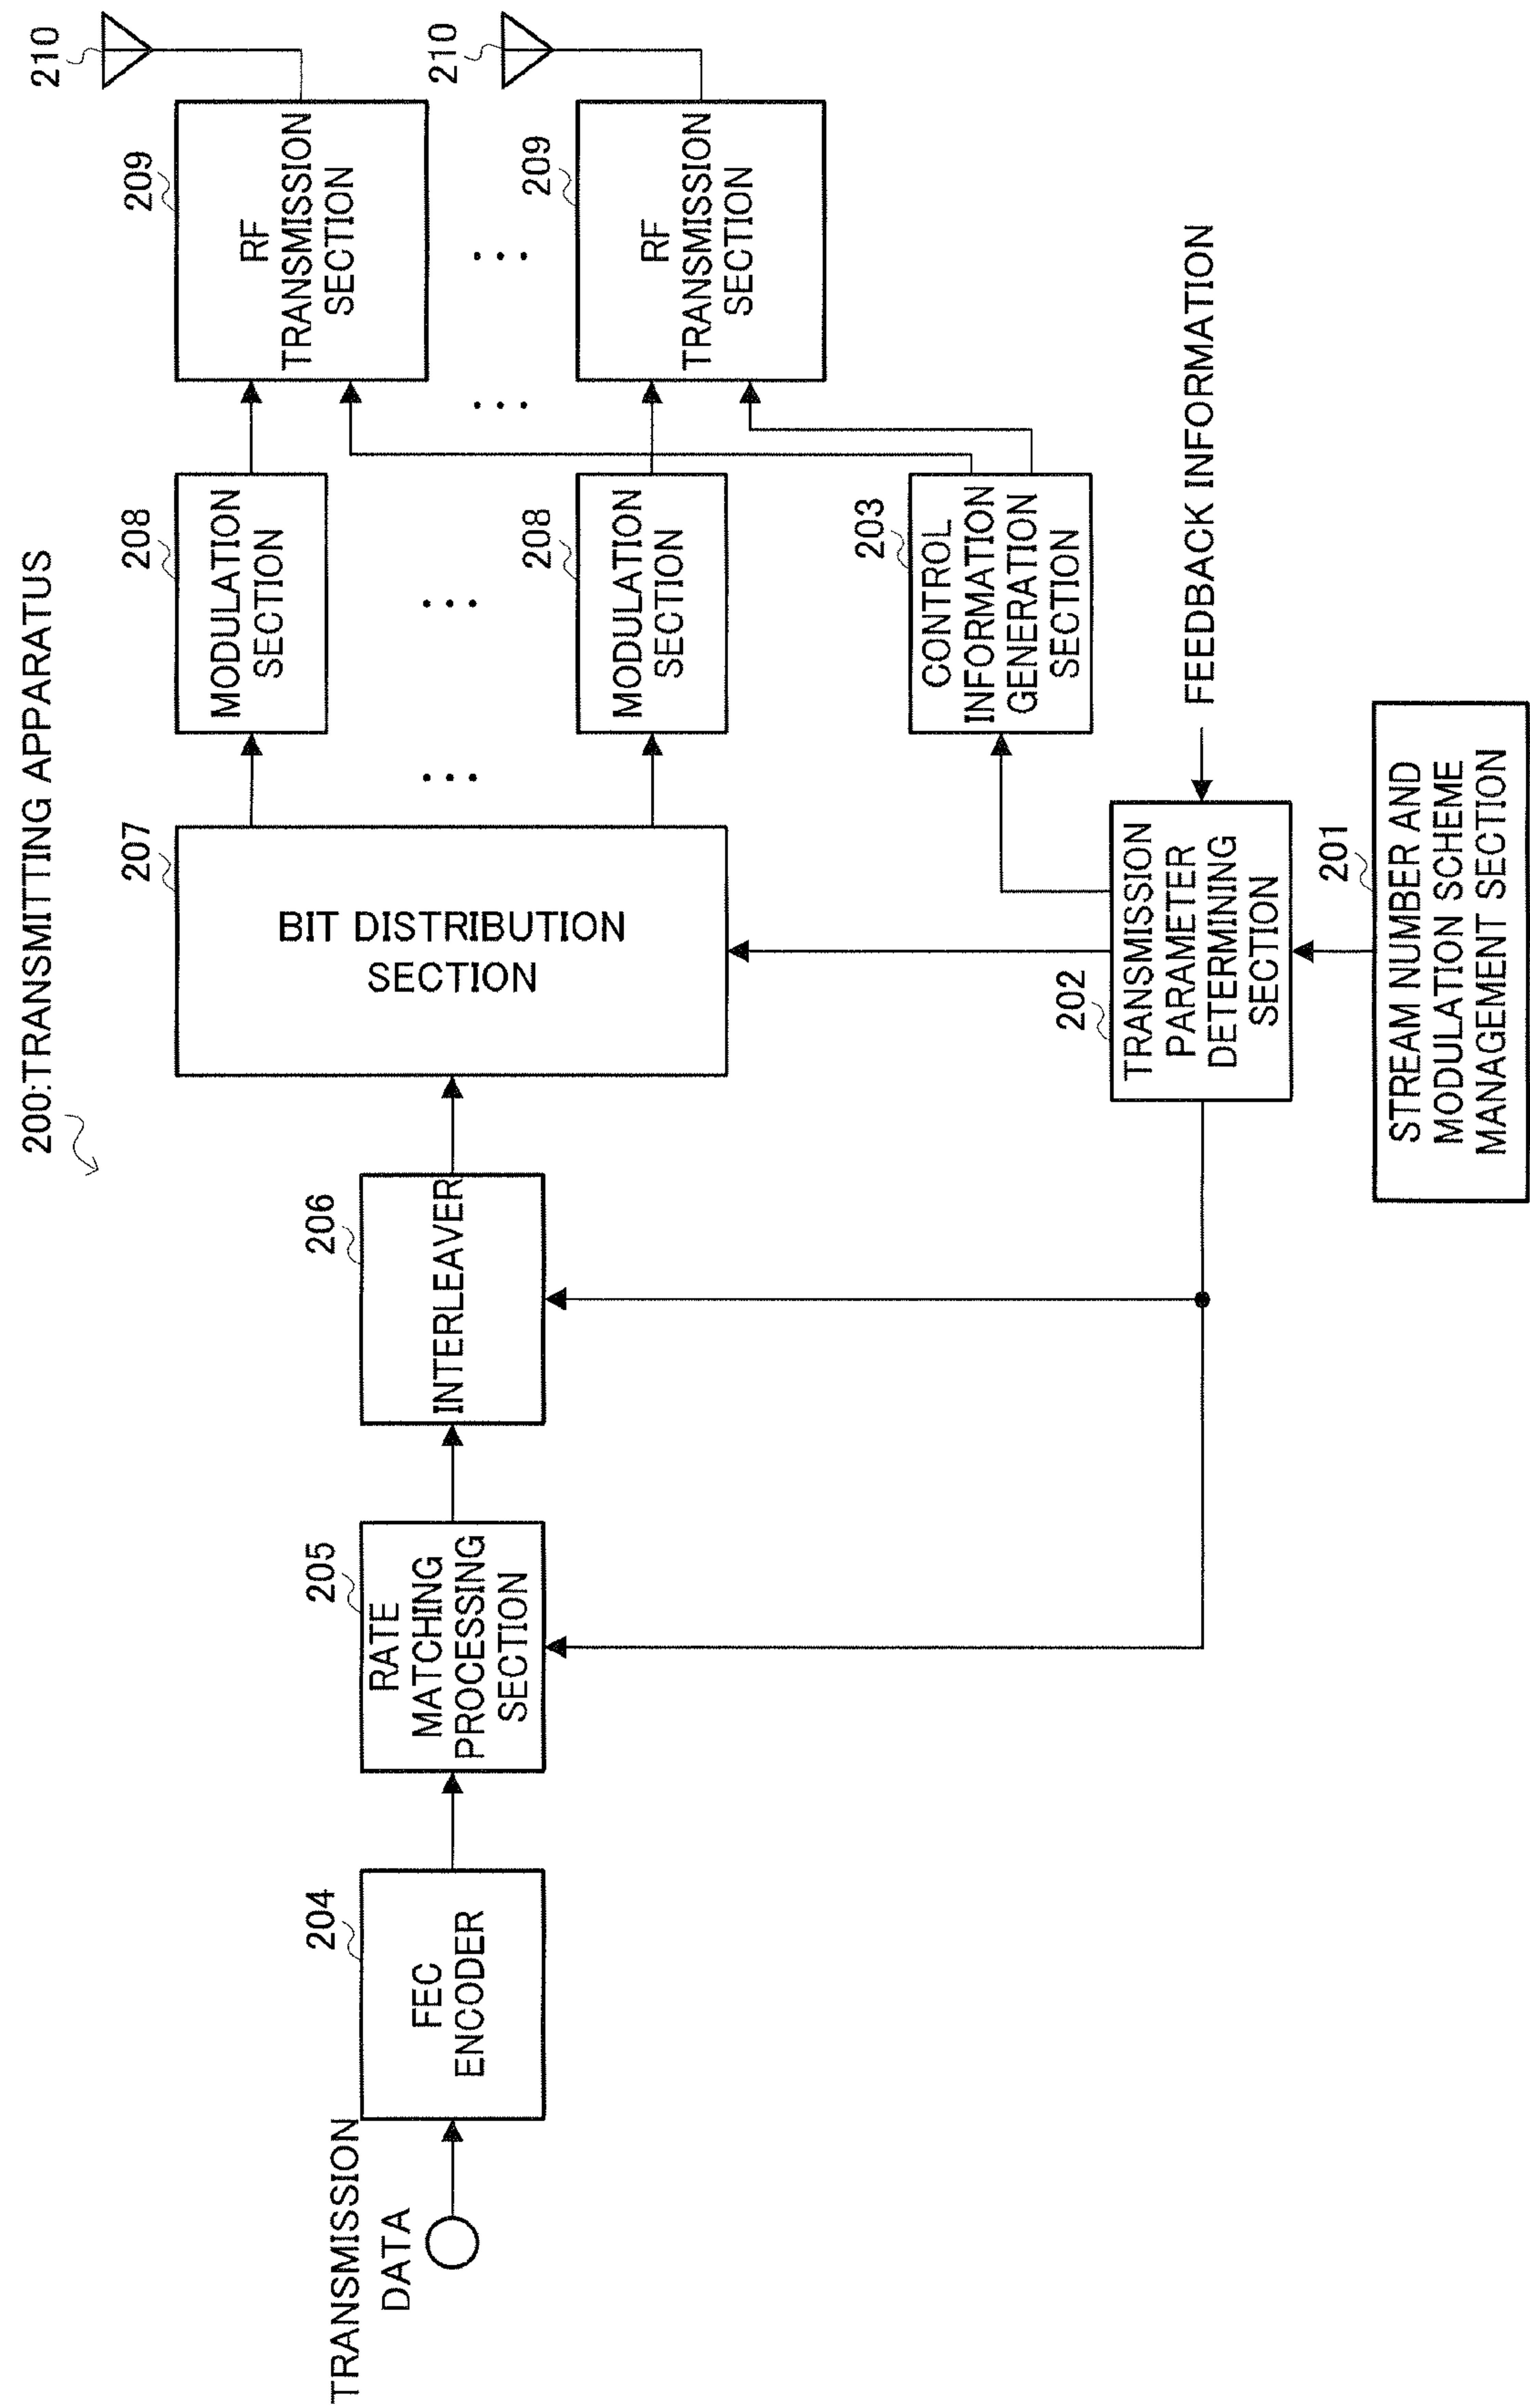 200:TRANSMITTING APPARATUS
TRANSMISSION
DATA
204
FEC
ENCODER
205
RATE
MATCHING
PROCESSING
SECTION
206
INTERLEAVER
207
BIT DISTRIBUTION
SECTION
208
MODULATION
SECTION
209
RF
TRANSMISSION
SECTION
210
208
MODULATION
SECTION
209
RF
TRANSMISSION
SECTION
210
203
CONTROL
INFORMATION
GENERATION
SECTION
202
TRANSMISSION
PARAMETER
DETERMINING
SECTION
FEEDBACK INFORMATION
201
STREAM NUMBER AND
MODULATION SCHEME
MANAGEMENT SECTION